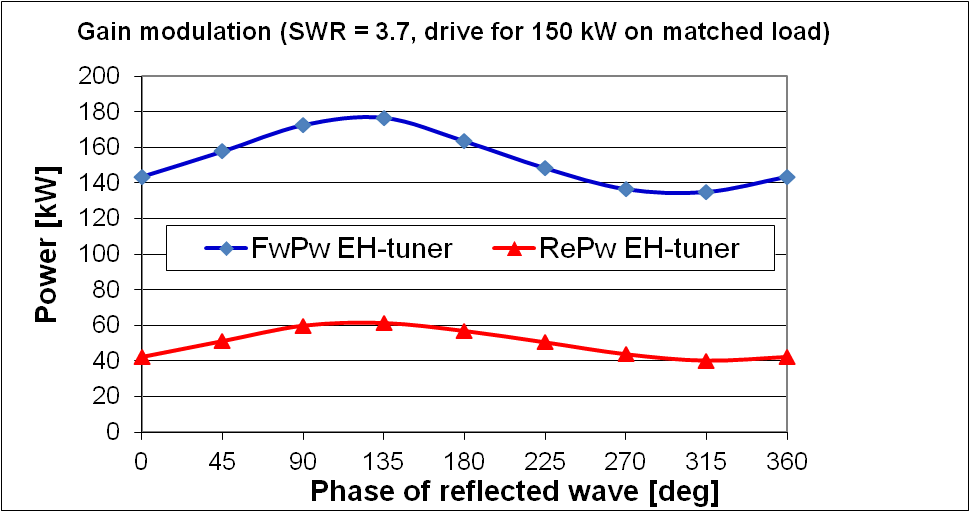 Gain modulation (SWR = 3.7, drive for 150 kW on matched load)
200
180
160
140
120
100
80
60
40
20
0
Power [kW]
FwPw EH-tuner RePw EH-tuner
0 45 90 135 180 225 270 315 360
Phase of reflected wave [deg]